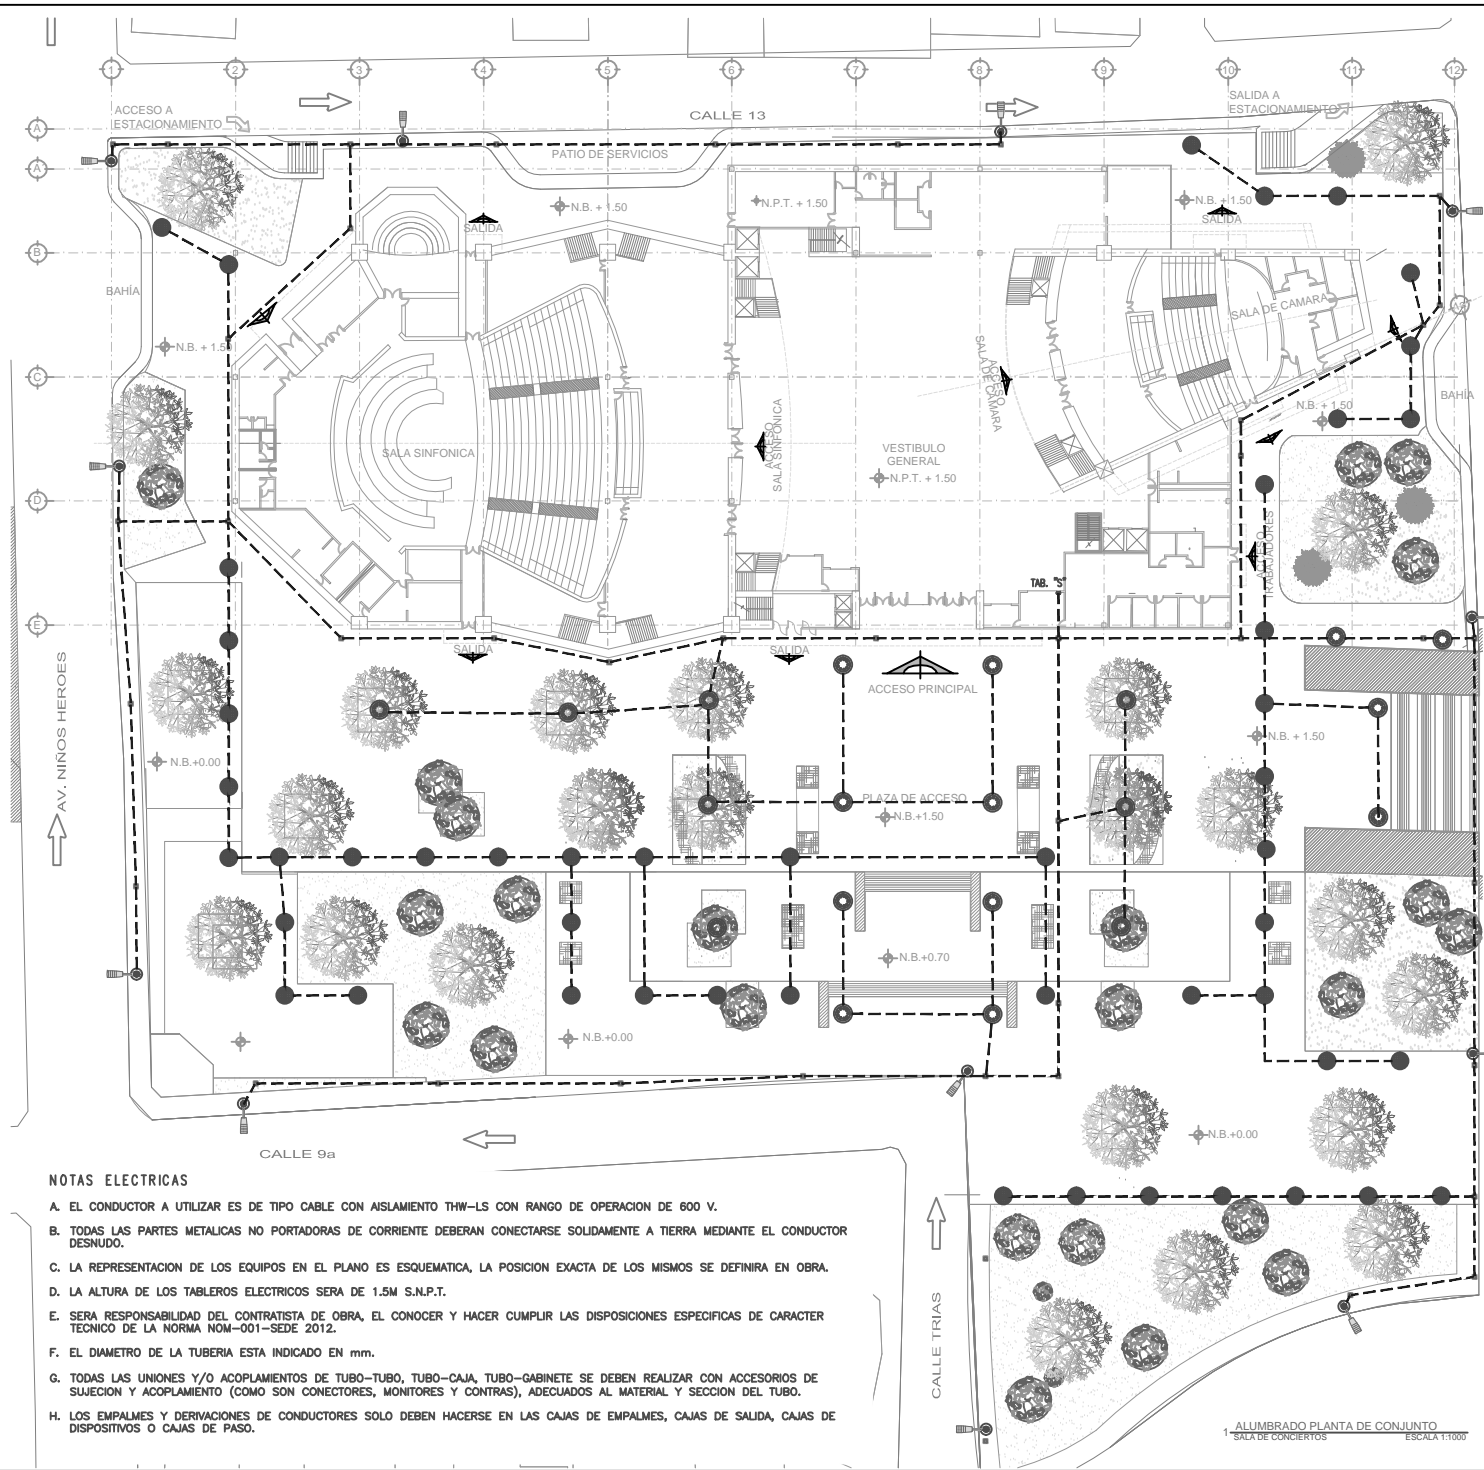 1
2
3
4
5
6
7
8
9
10
11
12
A
A'
B
C
D
E
ACCESO A
ESTACIONAMIENTO
CALLE 13
SALIDA A
ESTACIONAMIENTO
PATIO DE SERVICIOS
N.B. + 1.50
N.P.T. + 1.50
N.B. + 1.50
SALIDA
SALIDA
BAHÍA
SALA DE CAMARA
N.B. + 1.50
ACCESO
SALA DE CAMARA
BAHÍA
N.B. + 1.50
ACCESO
SALA SINFONICA
SALA SINFONICA
VESTIBULO
GENERAL
N.P.T. + 1.50
ACCESO
TRABAJADORES
TAB. "S"
SALIDA
SALIDA
ACCESO PRINCIPAL
AV. NIÑOS HEROES
N.B. + 1.50
N.B.+0.00
PLAZA DE ACCESO
N.B.+1.50
N.B.+0.70
N.B.+0.00
N.B.+0.00
CALLE 9a
CALLE TRIAS
NOTAS ELECTRICAS
A. EL CONDUCTOR A UTILIZAR ES DE TIPO CABLE CON AISLAMIENTO THW-LS CON RANGO DE OPERACION DE 600 V.
B. TODAS LAS PARTES METALICAS NO PORTADORAS DE CORRIENTE DEBERAN CONECTARSE SOLIDAMENTE A TIERRA MEDIANTE EL CONDUCTOR
DESNUDO.
C. LA REPRESENTACION DE LOS EQUIPOS EN EL PLANO ES ESQUEMATICA, LA POSICION EXACTA DE LOS MISMOS SE DEFINIRA EN OBRA.
D. LA ALTURA DE LOS TABLEROS ELECTRICOS SERA DE 1.5M S.N.P.T.
E. SERA RESPONSABILIDAD DEL CONTRATISTA DE OBRA, EL CONOCER Y HACER CUMPLIR LAS DISPOSICIONES ESPECIFICAS DE CARACTER
TECNICO DE LA NORMA NOM-001-SEDE 2012.
F. EL DIAMETRO DE LA TUBERIA ESTA INDICADO EN mm.
G. TODAS LAS UNIONES Y/O ACOPLAMIENTOS DE TUBO-TUBO, TUBO-CAJA, TUBO-GABINETE SE DEBEN REALIZAR CON ACCESORIOS DE
SUJECION Y ACOPLAMIENTO (COMO SON CONECTORES, MONITORES Y CONTRAS), ADECUADOS AL MATERIAL Y SECCION DEL TUBO.
H. LOS EMPALMES Y DERIVACIONES DE CONDUCTORES SOLO DEBEN HACERSE EN LAS CAJAS DE EMPALMES, CAJAS DE SALIDA, CAJAS DE
DISPOSITIVOS O CAJAS DE PASO.
1 ALUMBRADO PLANTA DE CONJUNTO
SALA DE CONCIERTOS ESCALA 1:1000